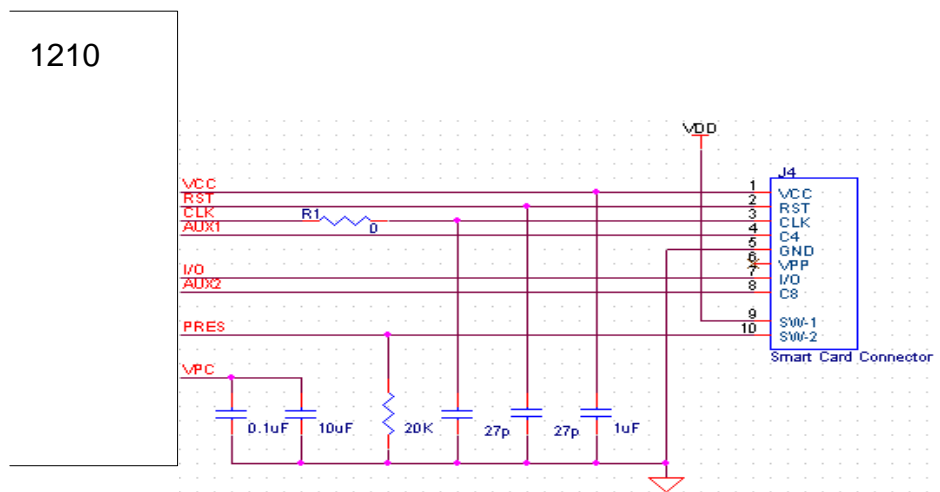 1210
VDD
J4
VCC 1 VCC
RST 2 RST
CLK R1 0 3 CLK
AUX1 4 C4
5 GND
6 VPP
I/O 7 I/O
AUX2 8 C8
9 SW-1
PRES 10 SW-2
Smart Card Connector
VPC
0.1uF 10uF 20K 27p 27p 1uF